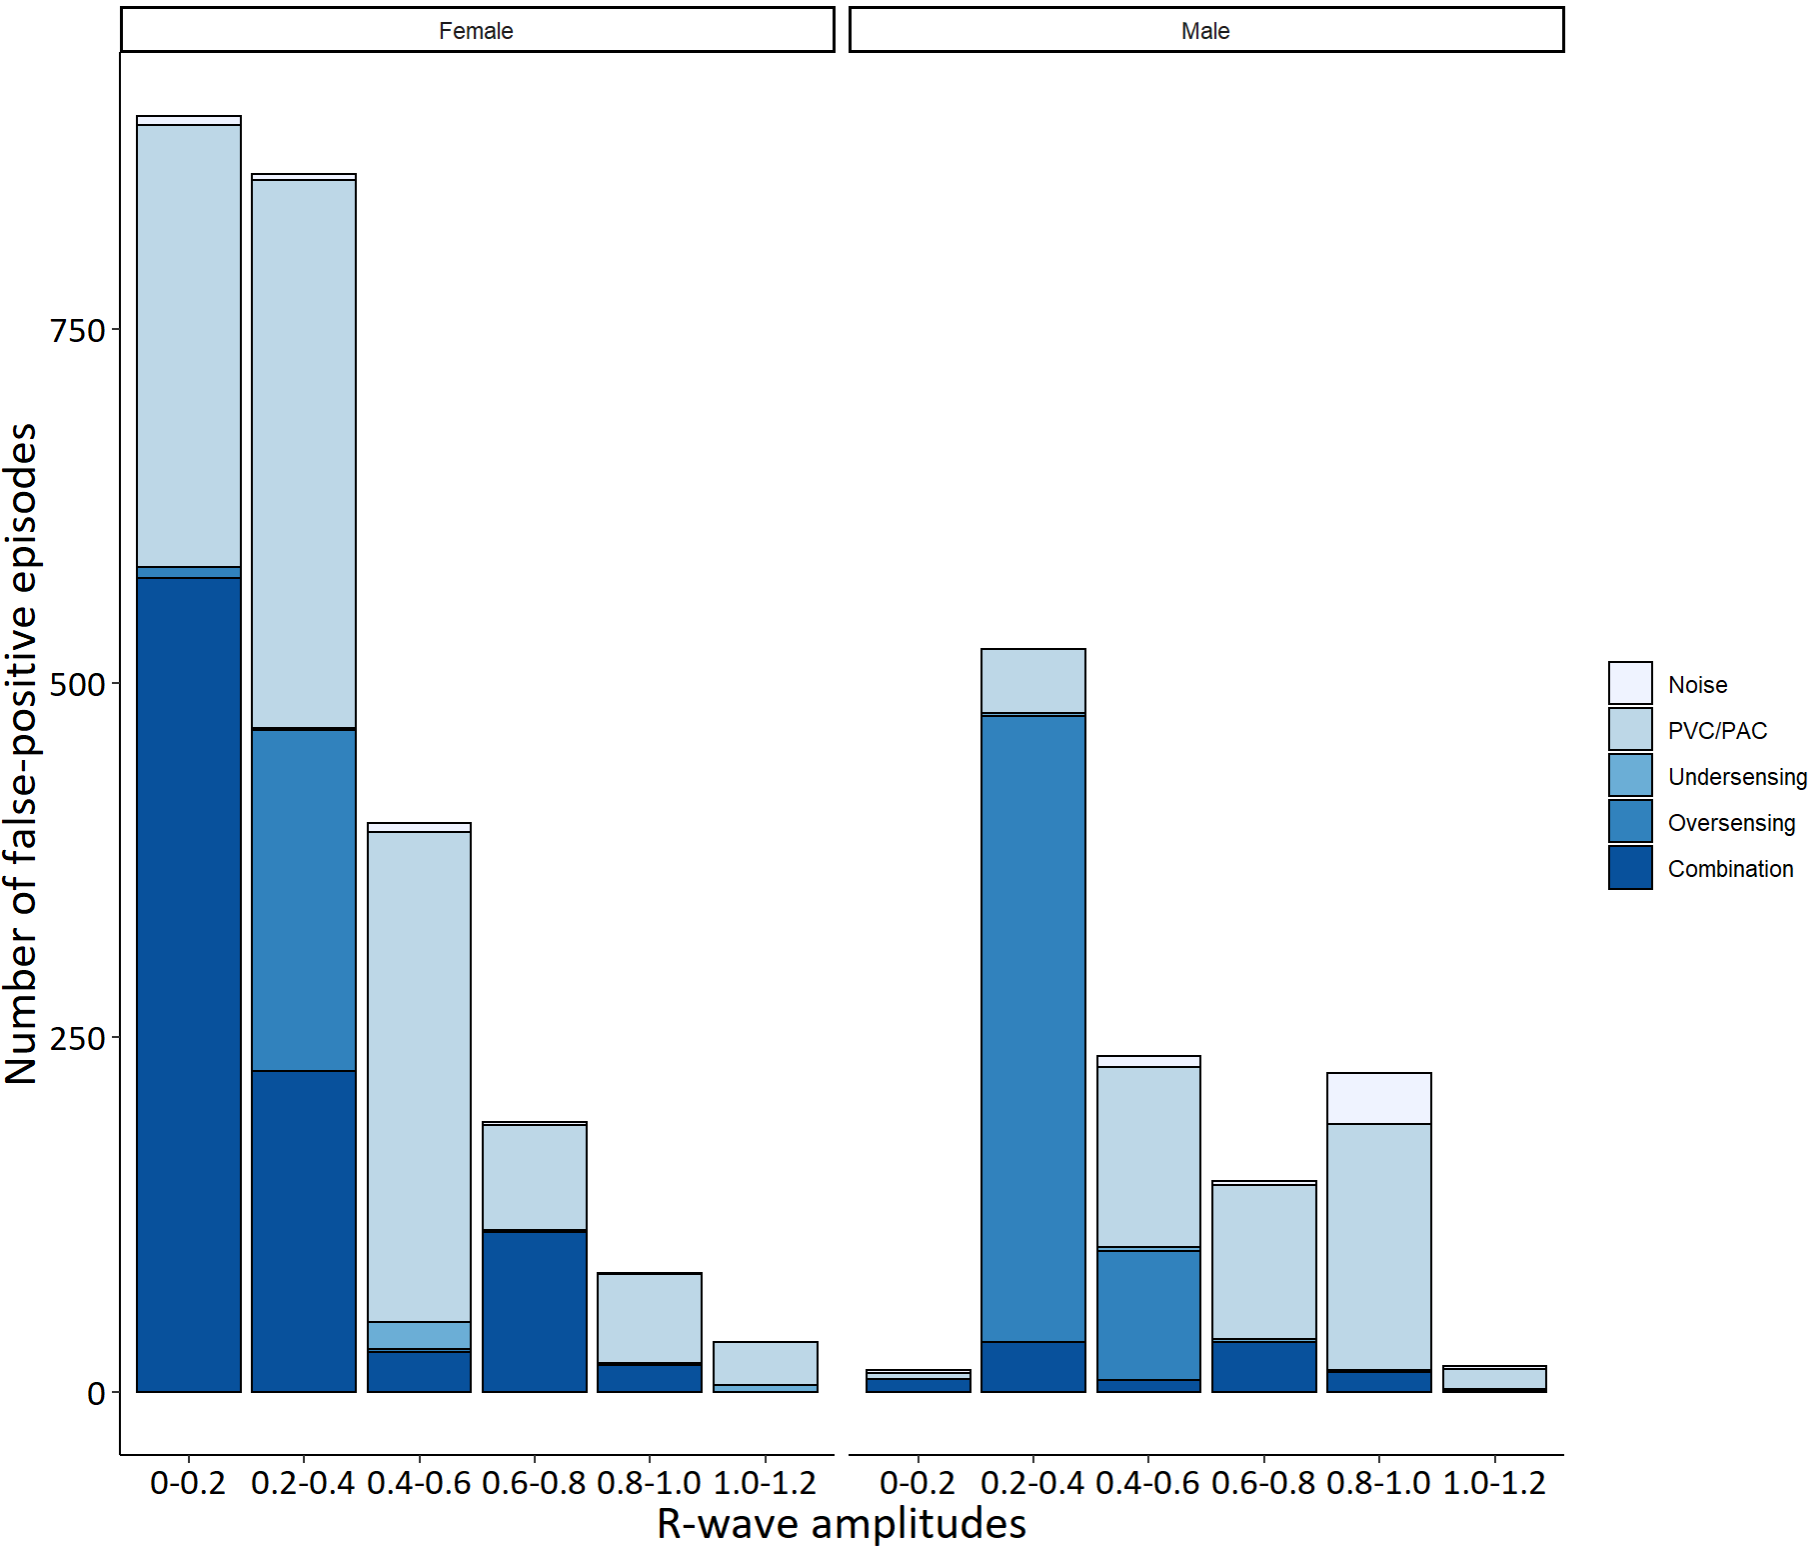 Female
Male
Number of false-positive episodes
750
500
250
0
Noise
PVC/PAC
Undersensing
Oversensing
Combination
0-0.2 0.2-0.4 0.4-0.6 0.6-0.8 0.8-1.0 1.0-1.2
0-0.2 0.2-0.4 0.4-0.6 0.6-0.8 0.8-1.0 1.0-1.2
R-wave amplitudes